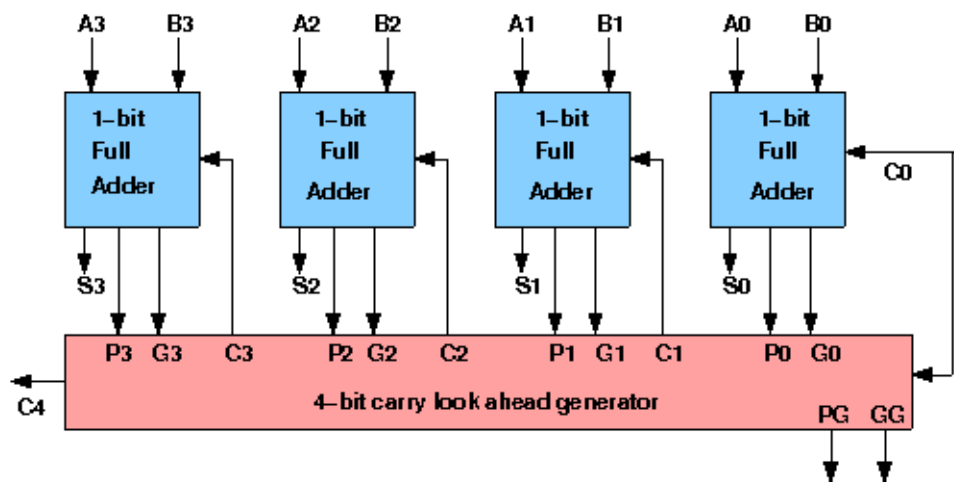 A3 B3 A2 B2 A1 B1 A0 B0
1-bit Full Adder
1-bit Full Adder
1-bit Full Adder
1-bit Full Adder
C0
S3 S2 S1 S0
P3 G3 C3 P2 G2 C2 P1 G1 C1 P0 G0
C4
4-bit carry look ahead generator
PG GG